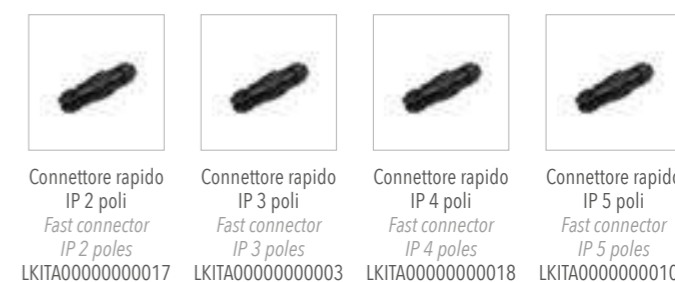 Connettore rapido
IP 2 poli
Fast connector
IP 2 poles
LKITA00000000017
Connettore rapido
IP 3 poli
Fast connector
IP 3 poles
LKITA00000000003
Connettore rapido
IP 4 poli
Fast connector
IP 4 poles
LKITA00000000018
Connettore rapido
IP 5 poli
Fast connector
IP 5 poles
LKITA0000000010